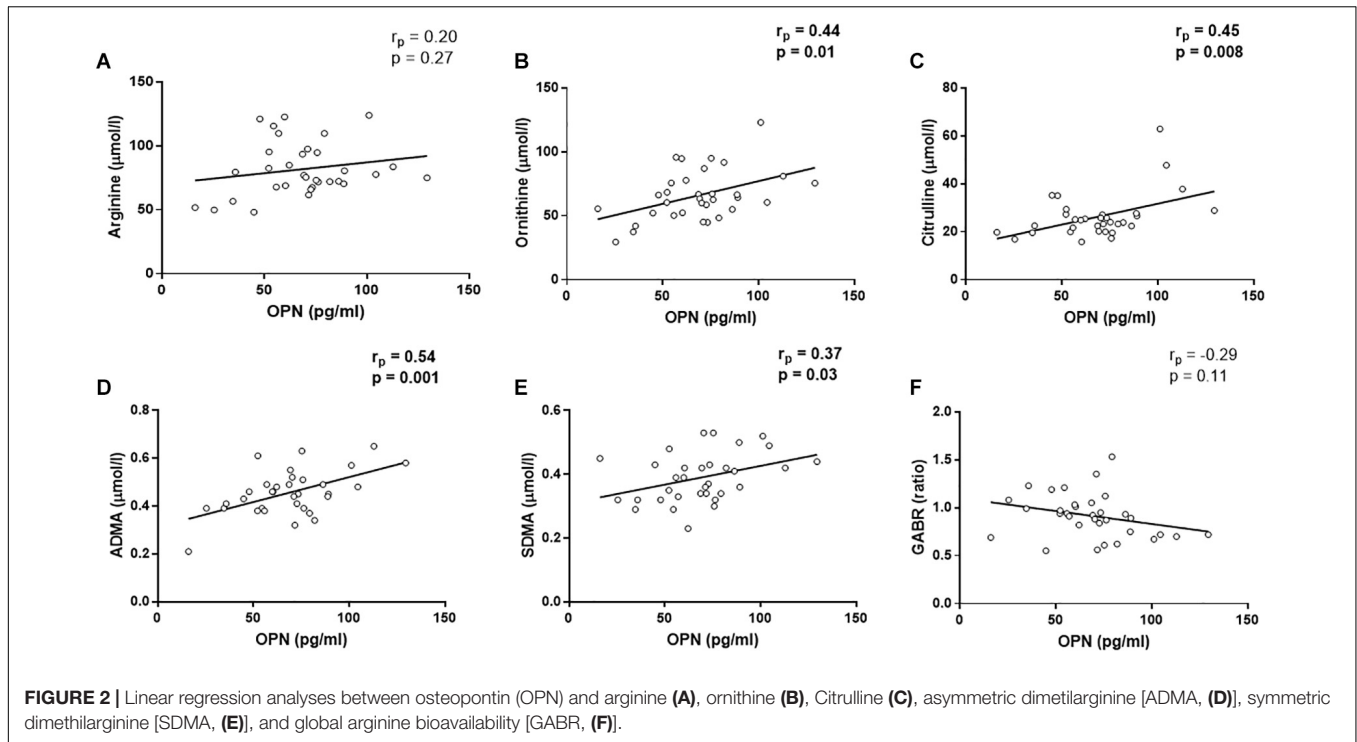 A
r_p = 0.20
p = 0.27
150
100
50
0
Arginine (μmol/l)
0 50 100 150
OPN (pg/ml)
B
r_p = 0.44
p = 0.01
150
100
50
0
Ornithine (μmol/l)
0 50 100 150
OPN (pg/ml)
C
r_p = 0.45
p = 0.008
80
60
40
20
0
Citrulline (μmol/l)
0 50 100 150
OPN (pg/ml)
D
r_p = 0.54
p = 0.001
0.8
0.6
0.4
0.2
0.0
ADMA (μmol/l)
0 50 100 150
OPN (pg/ml)
E
r_p = 0.37
p = 0.03
0.6
0.4
0.2
0.0
SDMA (μmol/l)
0 50 100 150
OPN (pg/ml)
F
r_p = -0.29
p = 0.11
2.0
1.5
1.0
0.5
0.0
GABR (ratio)
0 50 100 150
OPN (pg/ml)
FIGURE 2 | Linear regression analyses between osteopontin (OPN) and arginine (A), ornithine (B), Citrulline (C), asymmetric dimetilarginine [ADMA, (D)], symmetric
dimethilarginine [SDMA, (E)], and global arginine bioavailability [GABR, (F)].